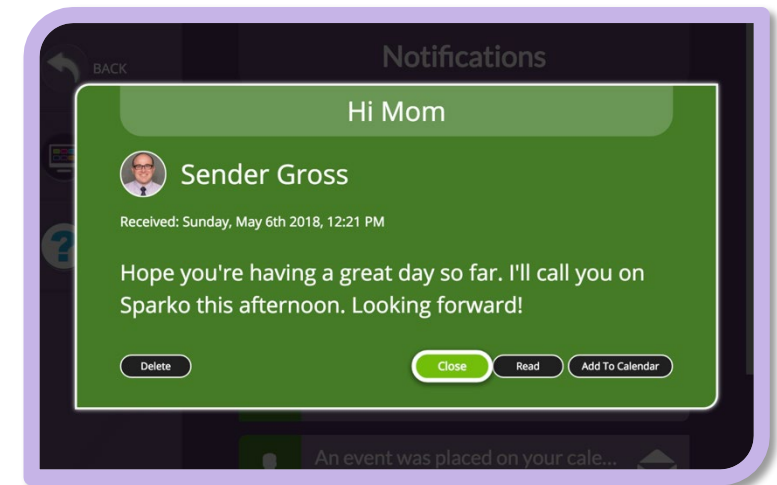 BACK
Notifications
Hi Mom
Sender Gross
Received: Sunday, May 6th 2018, 12:21 PM
Hope you're having a great day so far. I'll call you on
Sparko this afternoon. Looking forward!
Delete
Close
Read
Add To Calendar
?
An event was placed on your cale...